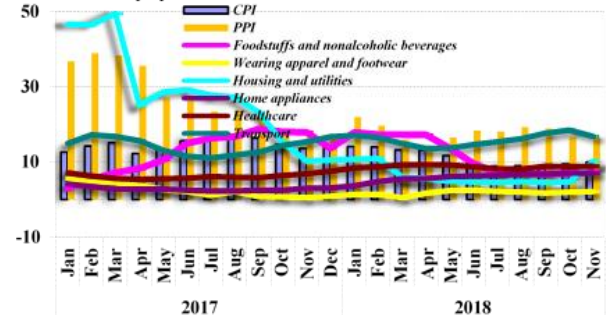 50
30
10
-10
CPI
PPI
Foodstuffs and nonalcoholic beverages
Wearing apparel and footwear
Housing and utilities
Home appliances
Healthcare
Transport
Jan Feb Mar Apr May Jun Jul Aug Sep Oct Nov Dec Jan Feb Mar Apr May Jun Jul Aug Sep Oct Nov
2017 2018